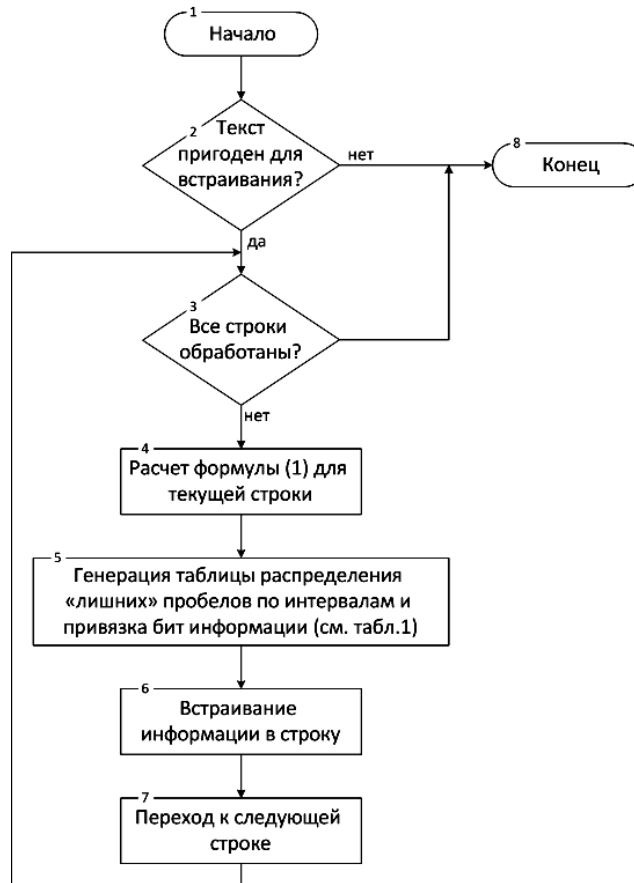 1
Начало
2
Текст
пригоден для
встраивания?
нет
8
Конец
да
3
Все строки
обработаны?
нет
4
Расчет формулы (1) для
текущей строки
5
Генерация таблицы распределения
«лишних» пробелов по интервалам и
привязка бит информации (см. табл.1)
6
Встраивание
информации в строку
7
Переход к следующей
строке